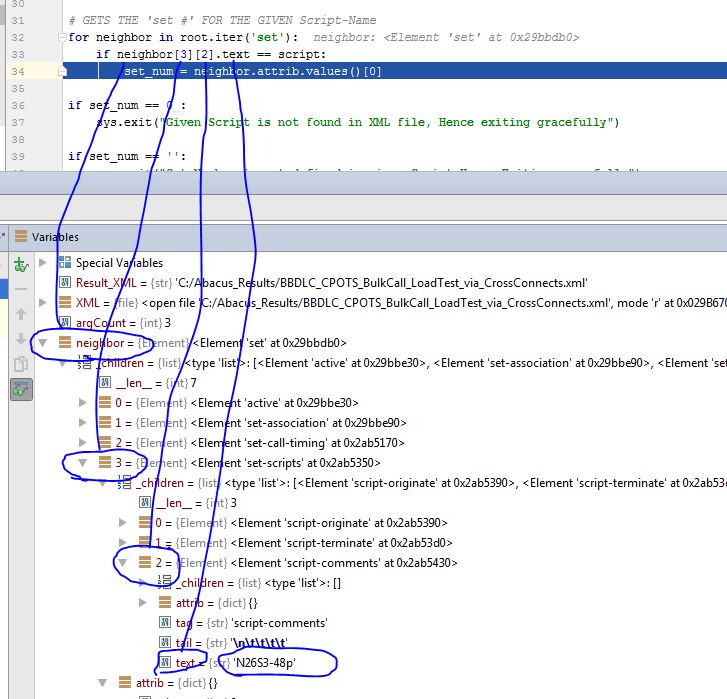 30
31 # GETS THE 'set #' FOR THE GIVEN Script-Name
32 for neighbor in root.iter('set'): neighbor: <Element 'set' at 0x29bbdb0>
33 if neighbor[3][2].text == script:
34 set_num = neighbor.attrib.values()[0]
35
36 if set_num == 0 :
37 sys.exit("Given Script is not found in XML file, Hence exiting gracefully")
38
39 if set_num == '':
Variables
Special Variables
Result_XML = {str} 'C:/Abacus_Results/BBDLC_CPOTS_BulkCall_LoadTest_via_CrossConnects.xml'
XML = {file} <open file 'C:/Abacus_Results/BBDLC_CPOTS_BulkCall_LoadTest_via_CrossConnects.xml', mode 'r' at 0x029B67
argCount = {int} 3
neighbor = {Element} <Element 'set' at 0x29bbdb0>
_children = {list} <type 'list'>: [<Element 'active' at 0x29bbe30>, <Element 'set-association' at 0x29bbe90>, <Element 'set
__len__ = {int} 7
0 = {Element} <Element 'active' at 0x29bbe30>
1 = {Element} <Element 'set-association' at 0x29bbe90>
2 = {Element} <Element 'set-call-timing' at 0x2ab5170>
3 = {Element} <Element 'set-scripts' at 0x2ab5350>
_children = {list} <type 'list'>: [<Element 'script-originate' at 0x2ab5390>, <Element 'script-terminate' at 0x2ab53d
__len__ = {int} 3
0 = {Element} <Element 'script-originate' at 0x2ab5390>
1 = {Element} <Element 'script-terminate' at 0x2ab53d0>
2 = {Element} <Element 'script-comments' at 0x2ab5430>
_children = {list} <type 'list'>: []
attrib = {dict} {}
tag = {str} 'script-comments'
tail = {str} '\n\t\t\t\t'
text = {str} 'N26S3-48p'
attrib = {dict} {}